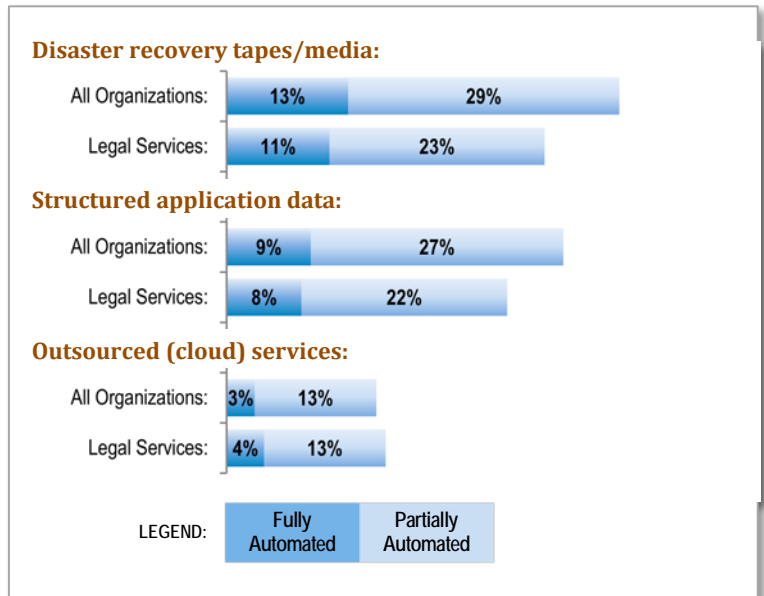 Disaster recovery tapes/media:
All Organizations: 13% 29%
Legal Services: 11% 23%
Structured application data:
All Organizations: 9% 27%
Legal Services: 8% 22%
Outsourced (cloud) services:
All Organizations: 3% 13%
Legal Services: 4% 13%
LEGEND: Fully Automated Partially Automated